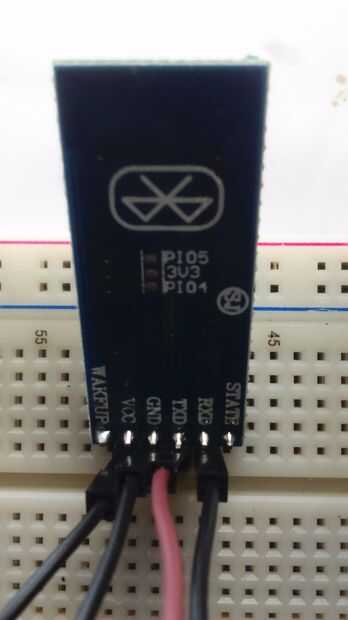 PIO5
3V3
PIO4
55
45
WAKEUP
VCC
GND
TXD
RXD
STATE